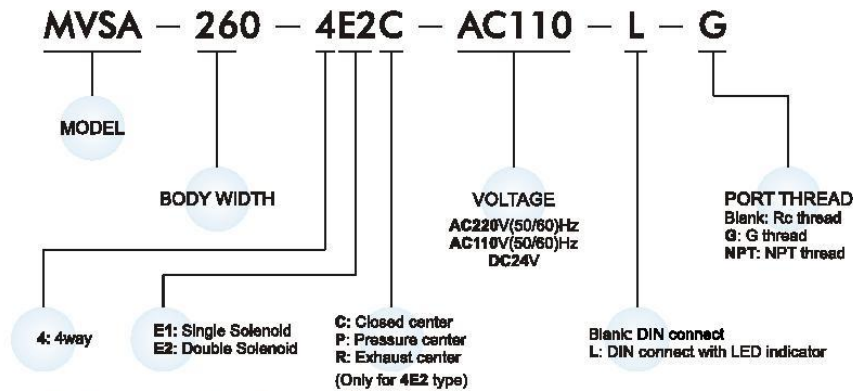 MVSA – 260 – 4E2C – AC110 – L – G
MODEL
BODY WIDTH
VOLTAGE
AC220V(50/60)Hz
AC110V(50/60)Hz
DC24V
PORT THREAD
Blank: Rc thread
G: G thread
NPT: NPT thread
4: 4way
E1: Single Solenoid
E2: Double Solenoid
C: Closed center
P: Pressure center
R: Exhaust center
(Only for 4E2 type)
Blank: DIN connect
L: DIN connect with LED indicator